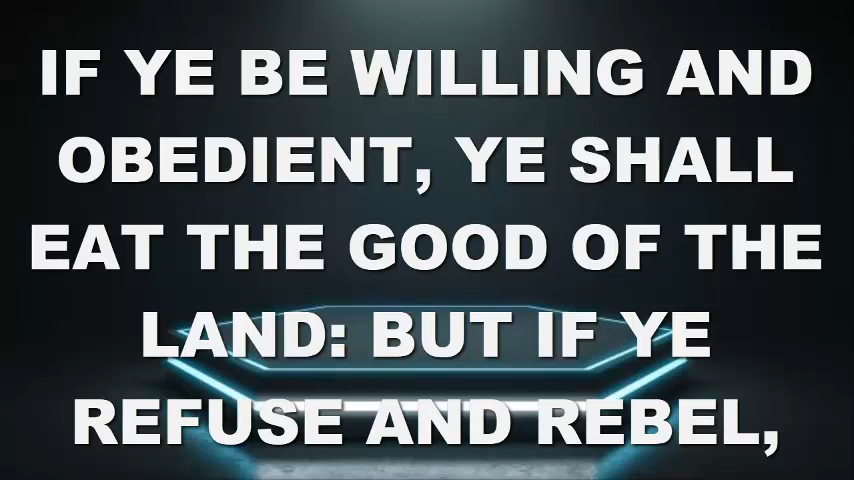 IF YE BE WILLING AND
OBEDIENT, YE SHALL
EAT THE GOOD OF THE
LAND: BUT IF YE
REFUSE AND REBEL,